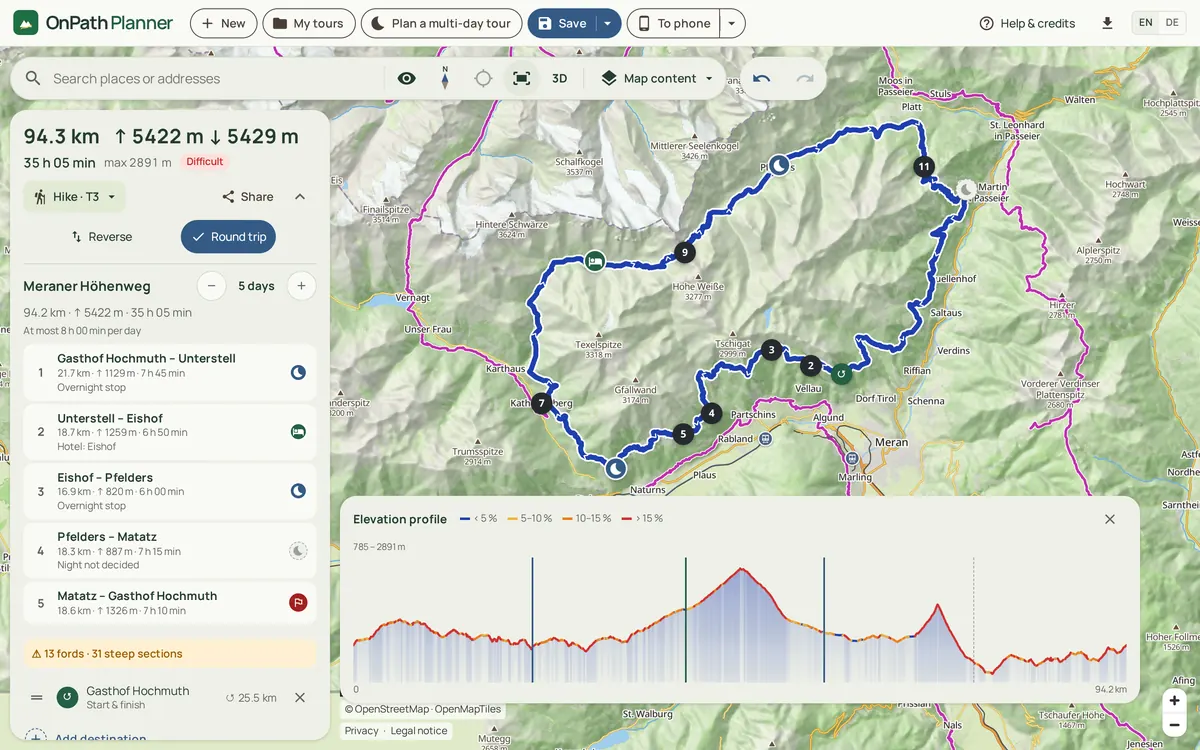 OnPath Planner
New
My tours
Plan a multi-day tour
Save
To phone
Help & credits
EN
DE
Search places or addresses
N
3D
Map content
94.3 km ↑ 5422 m ↓ 5429 m
35 h 05 min max 2891 m Difficult
Hike · T3
Share
Reverse
Round trip
Meraner Höhenweg
5 days
94.2 km · ↑ 5422 m · 35 h 05 min
At most 8 h 00 min per day
1
Gasthof Hochmuth – Unterstell
21.7 km · ↑ 1129 m · 7 h 45 min
Overnight stop
2
Unterstell – Eishof
18.7 km · ↑ 1259 m · 6 h 50 min
Hotel: Eishof
3
Eishof – Pfelders
16.9 km · ↑ 820 m · 6 h 00 min
Overnight stop
4
Pfelders – Matatz
18.3 km · ↑ 887 m · 7 h 15 min
Night not decided
5
Matatz – Gasthof Hochmuth
18.6 km · ↑ 1326 m · 7 h 10 min
⚠ 13 fords · 31 steep sections
Gasthof Hochmuth
Start & finish
25.5 km
Add destination
Moos in
Passeier
Stuls
Platt
Walten
Hochplattspitz
2545 m
St. Leonhard
in Passeier
Mittlerer Seelenkogel
3426 m
Schalfkogel
3537 m
11
Martin
Passeier
Hochwart
2748 m
Finailspitze
3514 m
Hintere Schwärze
3624 m
9
Hohe Weiße
3277 m
Alplerspitz
2750 m
Vernagt
Unser Frau
Hirzer
2781 m
Saltaus
Texelspitze
3318 m
Tschigat
2999 m
3
2
Verdins
Karthaus
Riffian
Vellau
Gfallwand
3174 m
Vorderer Verdinser
Plattenspitz
2680 m
Dorf Tirol
Schenna
7
4
Partschins
Algund
5
Rabland
Meran
Trumsspitze
2914 m
Plaus
Marling
Naturns
Elevation profile
< 5 %
5–10 %
10–15 %
> 15 %
785 – 2891 m
0
94.2 km
© OpenStreetMap · OpenMapTiles
Privacy · Legal notice
St. Walburg
Mutegg
2658 m
Nals
Tschaufer Höhe
1467 m
Jenesien
Afing
1526 m